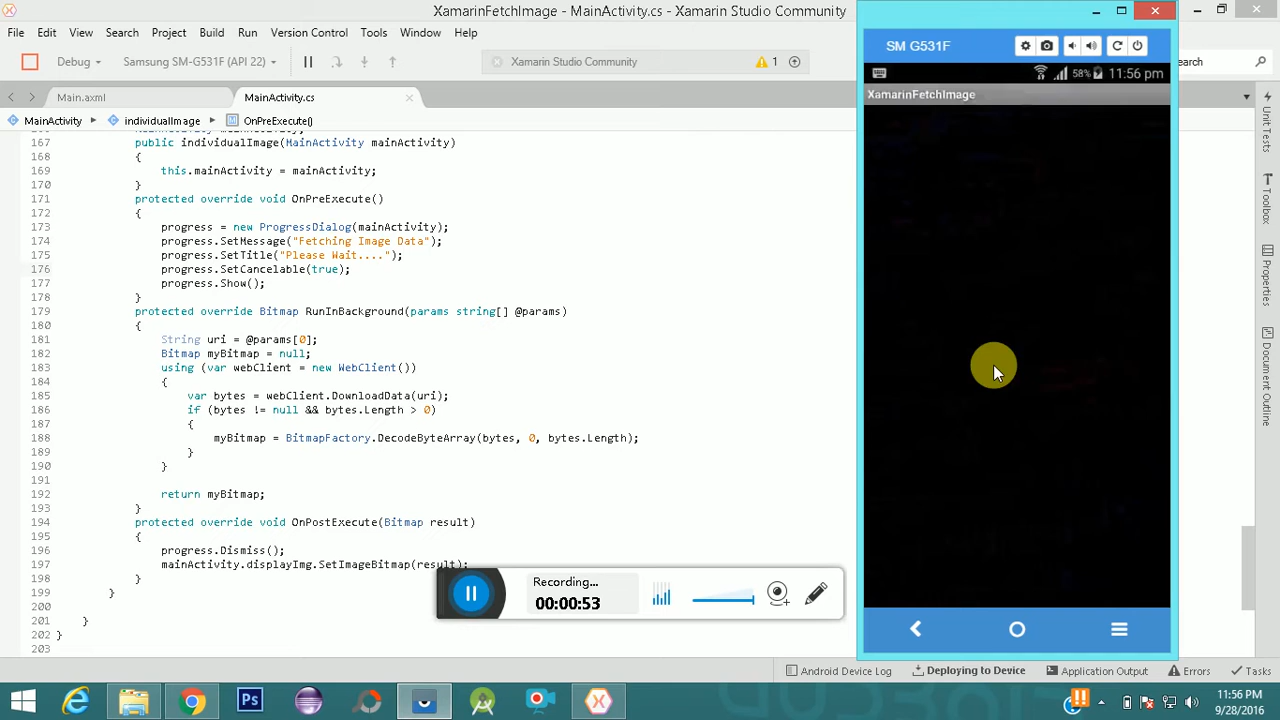 XamarinFetchImage - MainActivity.cs - Xamarin Studio Community
File Edit View Search Project Build Run Version Control Tools Window Help
Debug Samsung SM-G531F (API 22) Xamarin Studio Community 1
Main.axml MainActivity.cs
MainActivity individualImage OnPreExecute()
167 public individualImage(MainActivity mainActivity)
168 {
169 this.mainActivity = mainActivity;
170 }
171 protected override void OnPreExecute()
172 {
173 progress = new ProgressDialog(mainActivity);
174 progress.SetMessage("Fetching Image Data");
175 progress.SetTitle("Please Wait....");
176 progress.SetCancelable(true);
177 progress.Show();
178 }
179 protected override Bitmap RunInBackground(params string[] @params)
180 {
181 String uri = @params[0];
182 Bitmap myBitmap = null;
183 using (var webClient = new WebClient())
184 {
185 var bytes = webClient.DownloadData(uri);
186 if (bytes != null && bytes.Length > 0)
187 {
188 myBitmap = BitmapFactory.DecodeByteArray(bytes, 0, bytes.Length);
189 }
190 }
191
192 return myBitmap;
193 }
194 protected override void OnPostExecute(Bitmap result)
195 {
196 progress.Dismiss();
197 mainActivity.displayImg.SetImageBitmap(result);
198 }
199 }
200
201 }
202 }
203
Recording...
00:00:53
SM G531F
58% 11:56 pm
XamarinFetchImage
earch
Unit Tests
Toolbox
Properties
Document Outline
Android Device Log Deploying to Device Application Output Errors Tasks
Ps
11:56 PM
9/28/2016